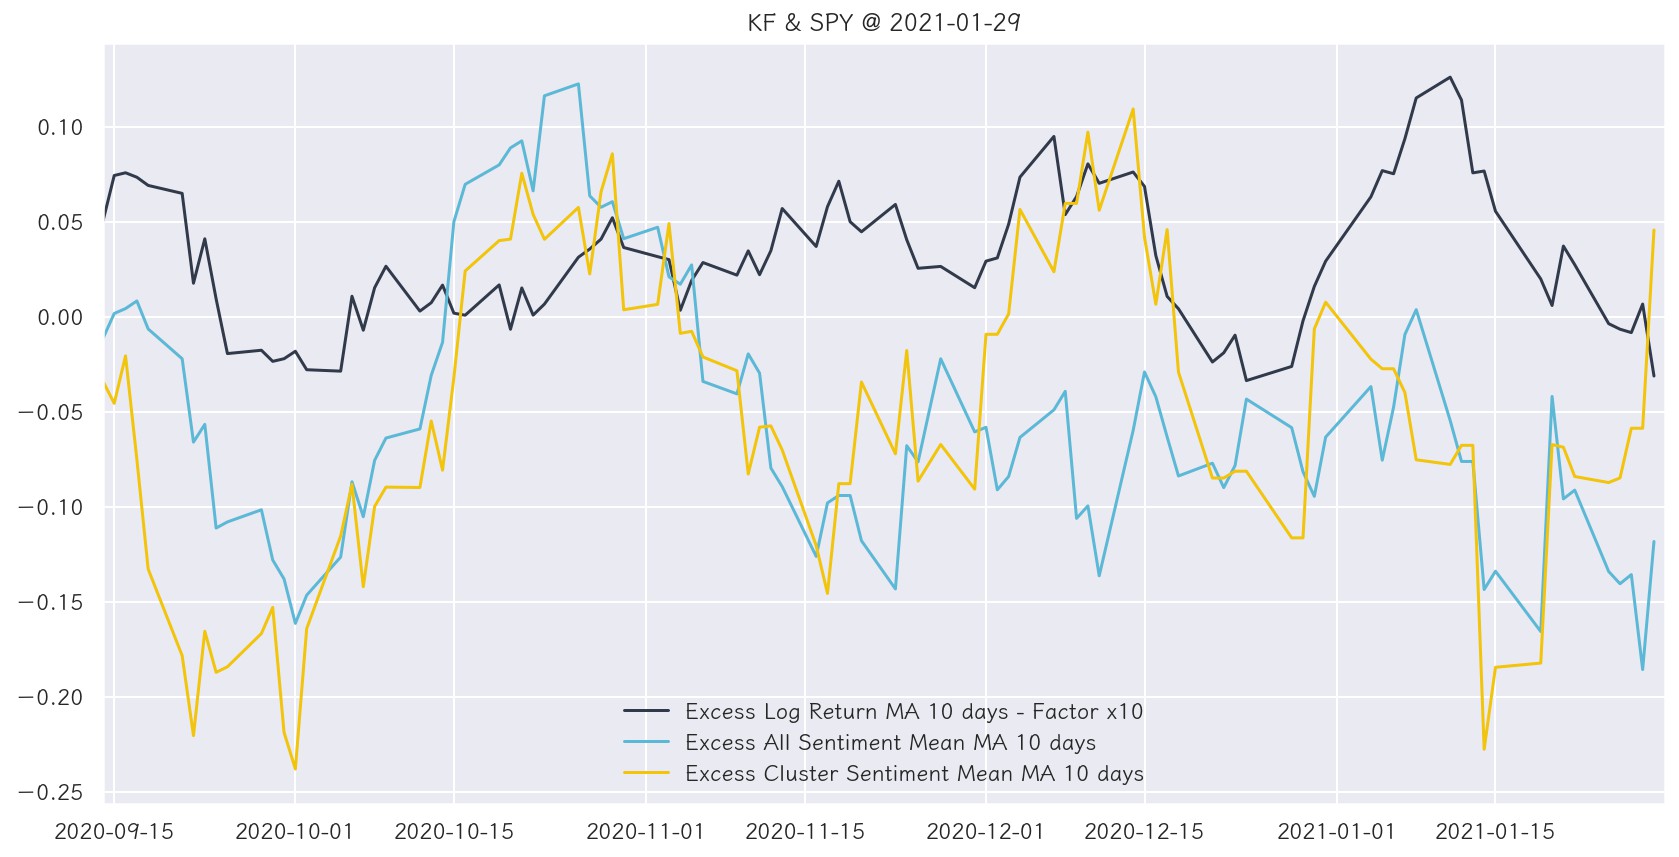 KF & SPY @ 2021-01-29
0.10
0.05
0.00
−0.05
−0.10
−0.15
−0.20
−0.25
Excess Log Return MA 10 days - Factor x10
Excess All Sentiment Mean MA 10 days
Excess Cluster Sentiment Mean MA 10 days
2020-09-15 2020-10-01 2020-10-15 2020-11-01 2020-11-15 2020-12-01 2020-12-15 2021-01-01 2021-01-15